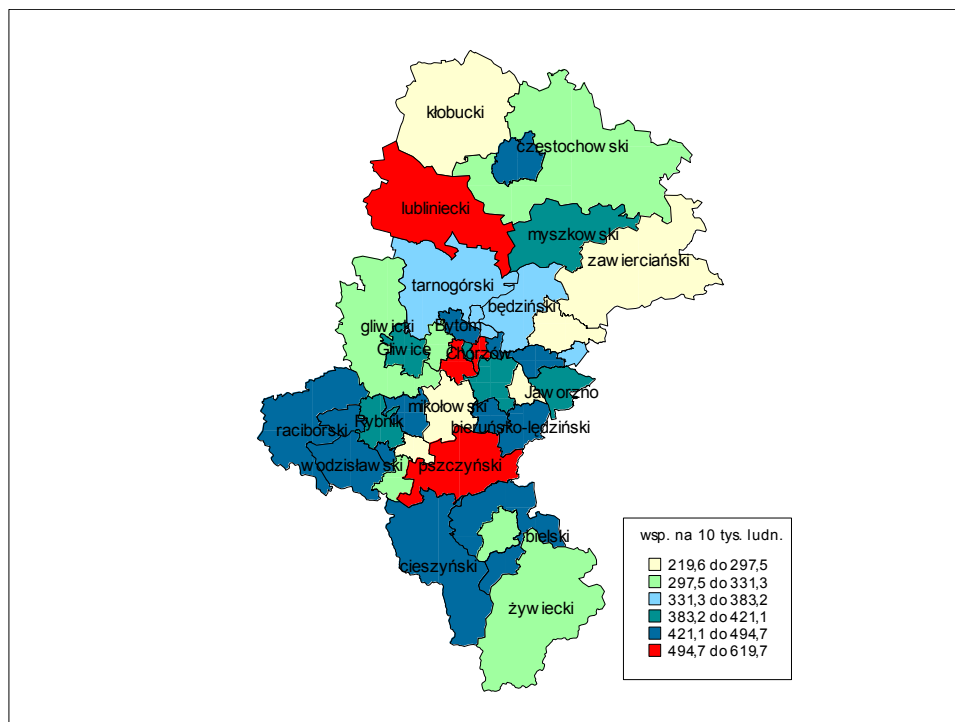 kłobucki
częstochowski
lubliniecki
myszkowski
zawierciański
tarnogórski
będziński
gliwicki
Bytom
Gliwice
Chorzów
Jaworzno
mikołowski
Rybnik
bieruńsko-lędziński
raciborski
wodzisławski
pszczyński
bielski
cieszyński
żywiecki
wsp. na 10 tys. ludn.
219,6 do 297,5
297,5 do 331,3
331,3 do 383,2
383,2 do 421,1
421,1 do 494,7
494,7 do 619,7